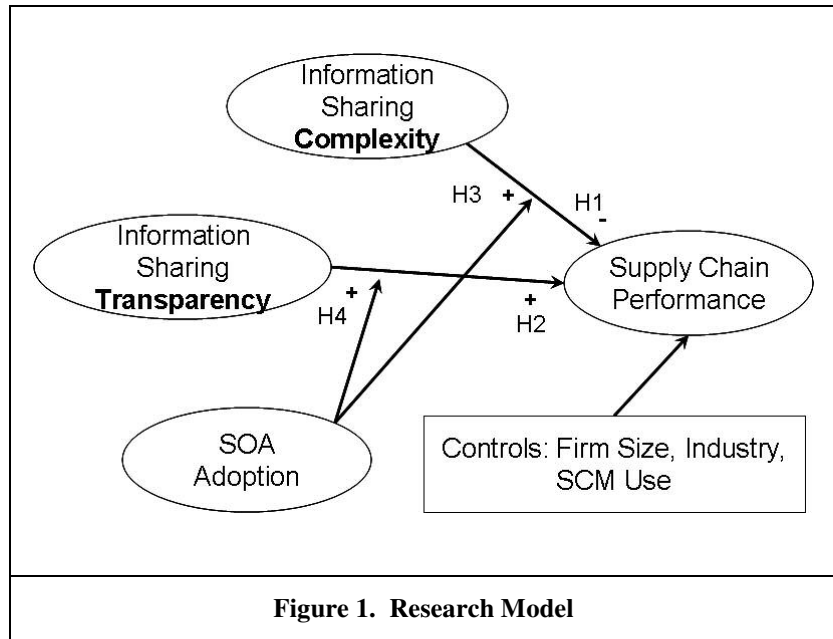 Information
Sharing
Complexity
H3 +
H1
-
Information
Sharing
Transparency
+
H4
+
H2
Supply Chain
Performance
SOA
Adoption
Controls: Firm Size, Industry,
SCM Use
Figure 1. Research Model